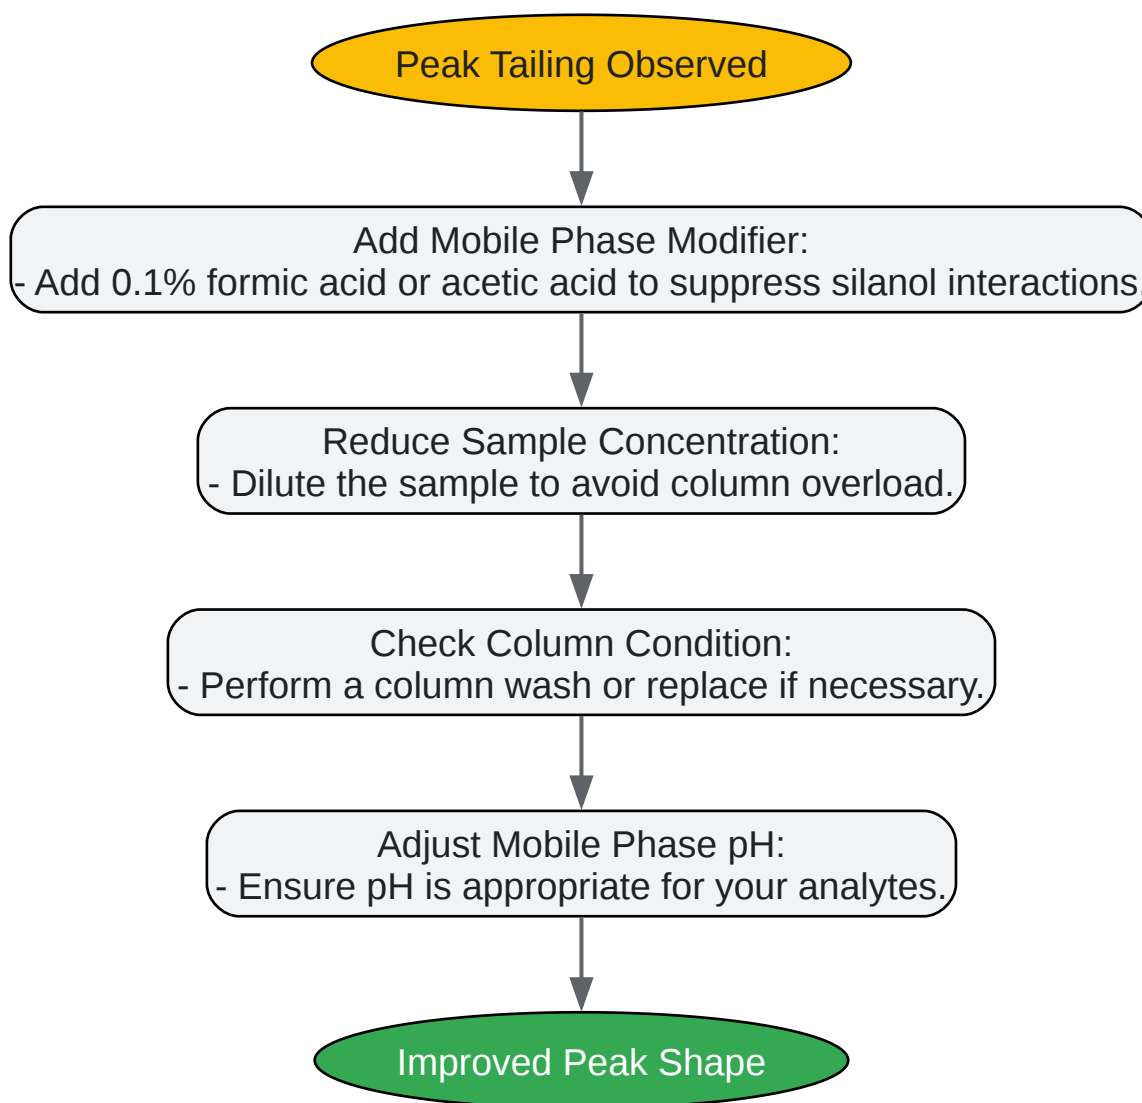 Peak Tailing Observed
Add Mobile Phase Modifier:
- Add 0.1% formic acid or acetic acid to suppress silanol interactions.
Reduce Sample Concentration:
- Dilute the sample to avoid column overload.
Check Column Condition:
- Perform a column wash or replace if necessary.
Adjust Mobile Phase pH:
- Ensure pH is appropriate for your analytes.
Improved Peak Shape